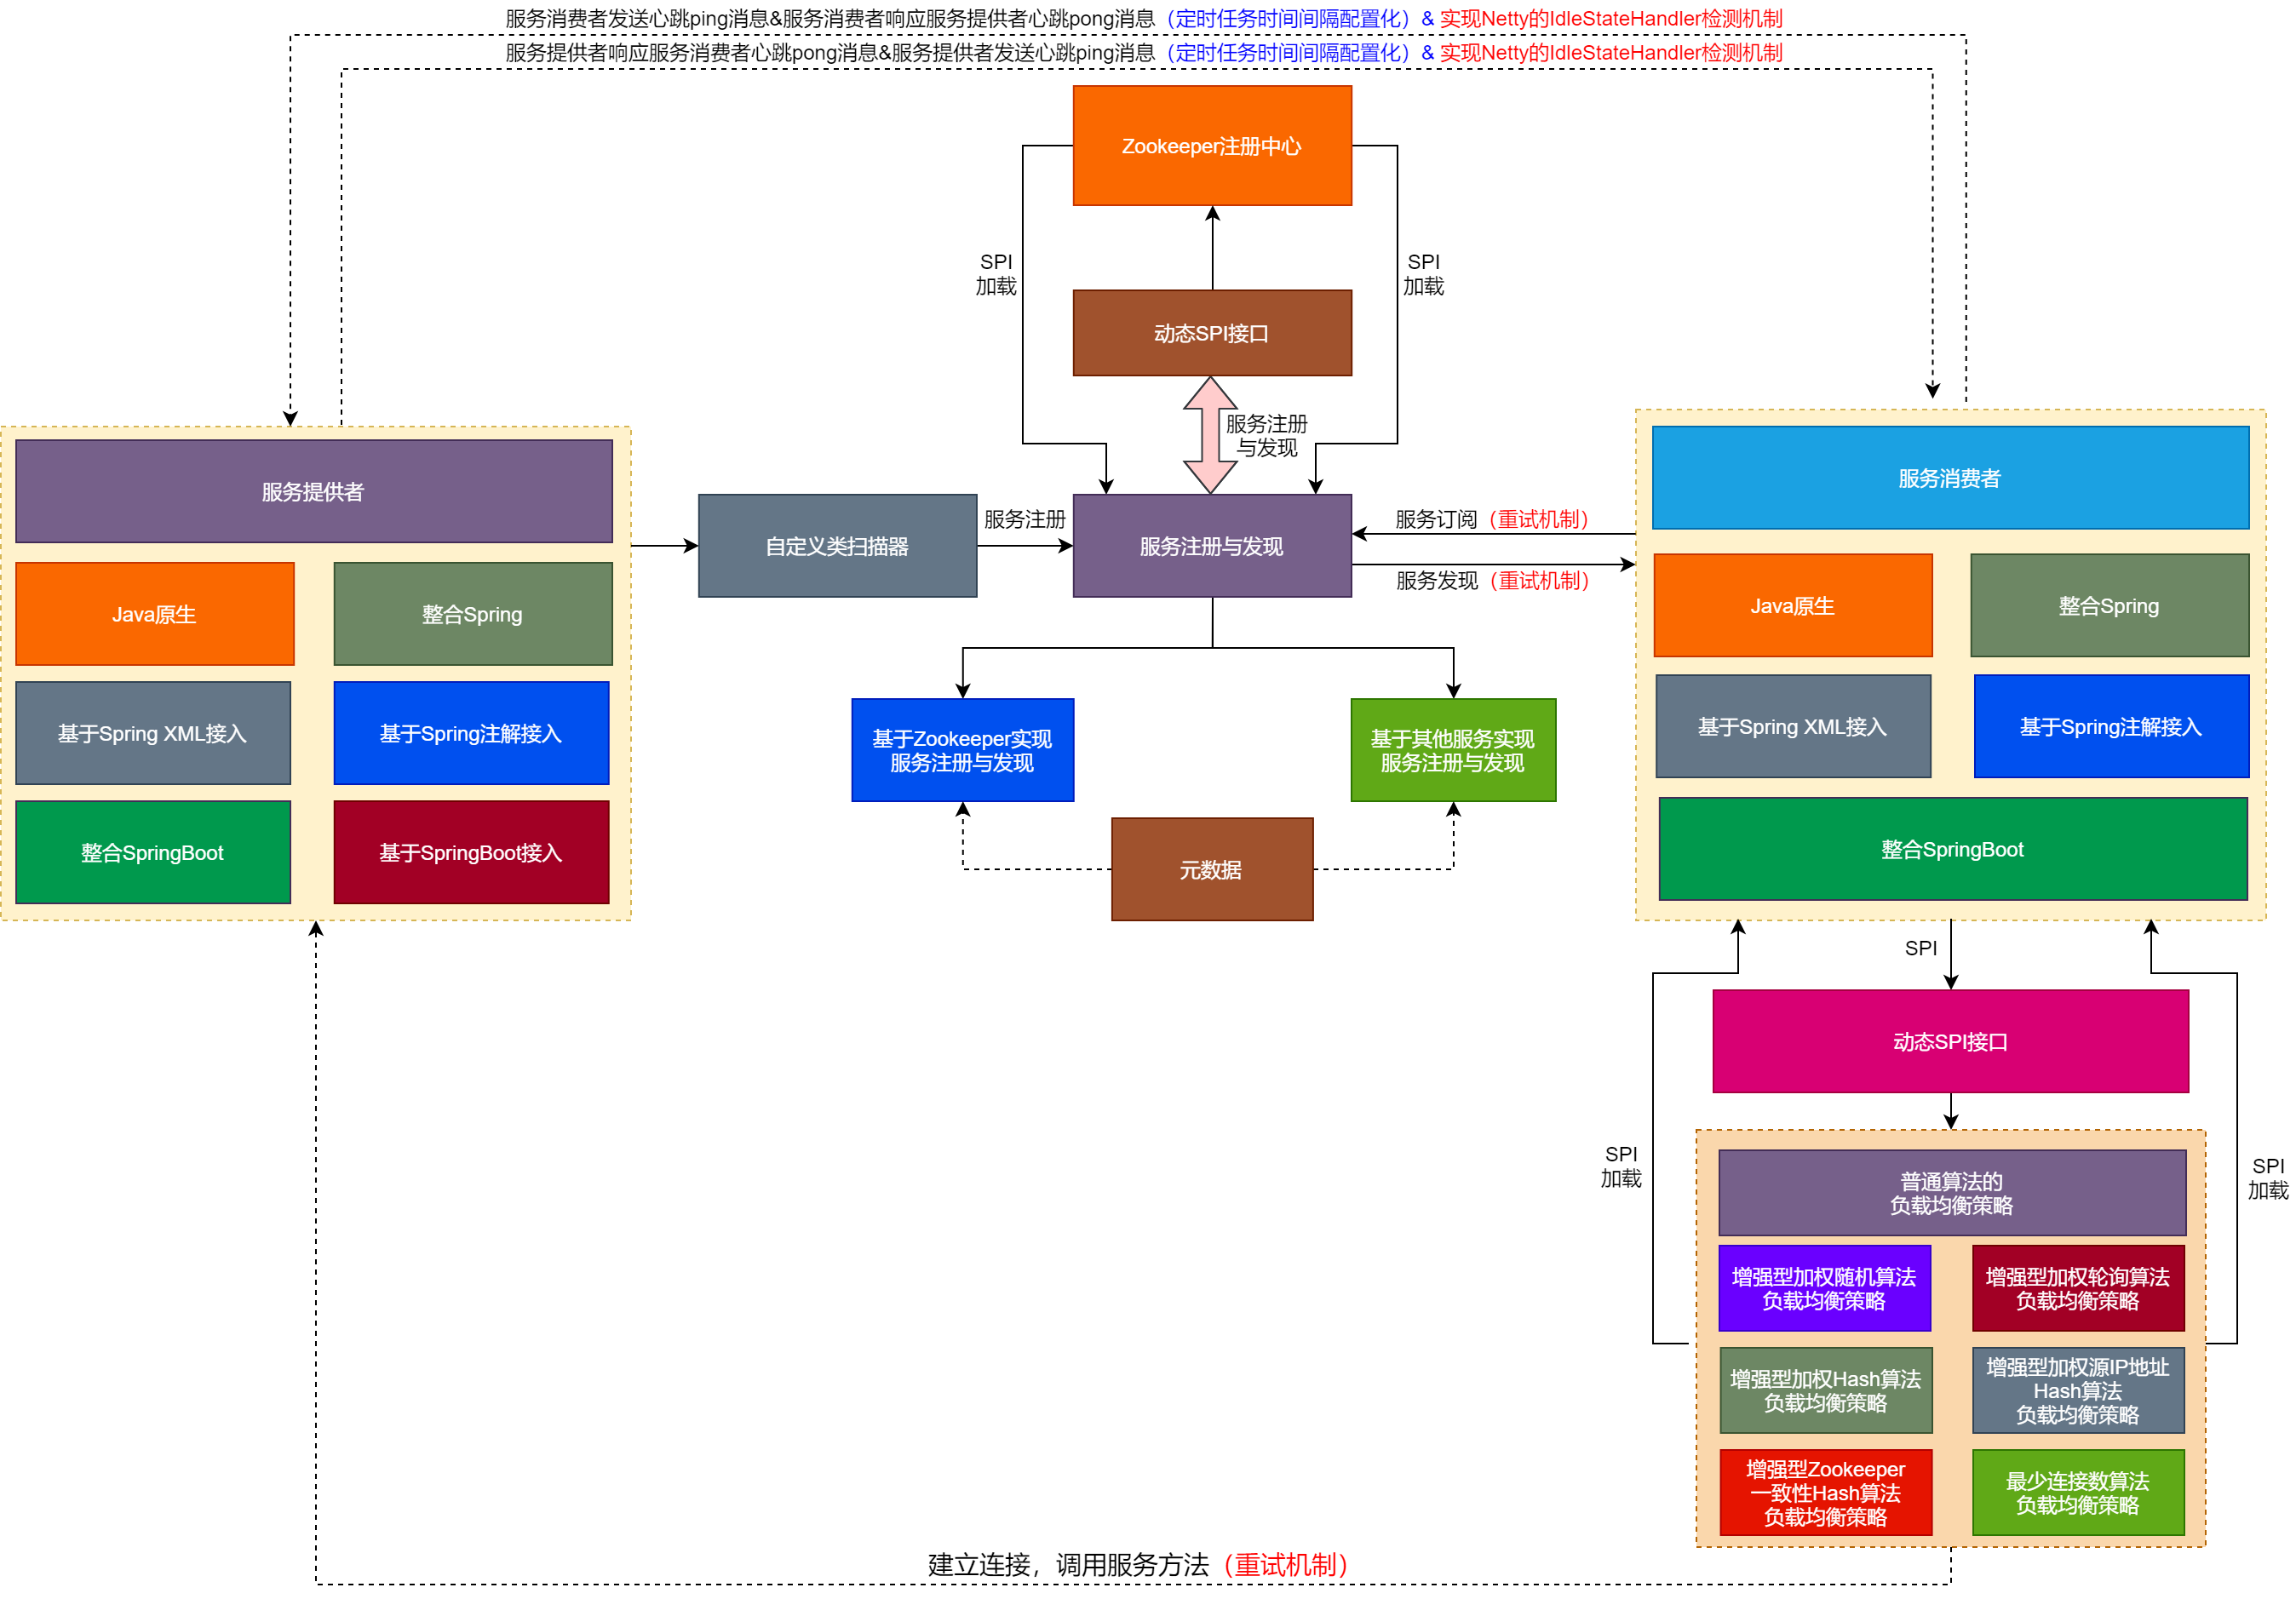 服务消费者发送心跳ping消息&服务消费者响应服务提供者心跳pong消息（定时任务时间间隔配置化）& 实现Netty的IdleStateHandler检测机制
服务提供者响应服务消费者心跳pong消息&服务提供者发送心跳ping消息（定时任务时间间隔配置化）& 实现Netty的IdleStateHandler检测机制
Zookeeper注册中心
SPI
加载
SPI
加载
动态SPI接口
服务注册
与发现
服务提供者
Java原生
整合Spring
基于Spring XML接入
基于Spring注解接入
整合SpringBoot
基于SpringBoot接入
自定义类扫描器
服务注册
服务注册与发现
服务订阅（重试机制）
服务发现（重试机制）
基于Zookeeper实现
服务注册与发现
基于其他服务实现
服务注册与发现
元数据
服务消费者
Java原生
整合Spring
基于Spring XML接入
基于Spring注解接入
整合SpringBoot
SPI
动态SPI接口
SPI
加载
SPI
加载
普通算法的
负载均衡策略
增强型加权随机算法
负载均衡策略
增强型加权轮询算法
负载均衡策略
增强型加权Hash算法
负载均衡策略
增强型加权源IP地址
Hash算法
负载均衡策略
增强型Zookeeper
一致性Hash算法
负载均衡策略
最少连接数算法
负载均衡策略
建立连接，调用服务方法（重试机制）